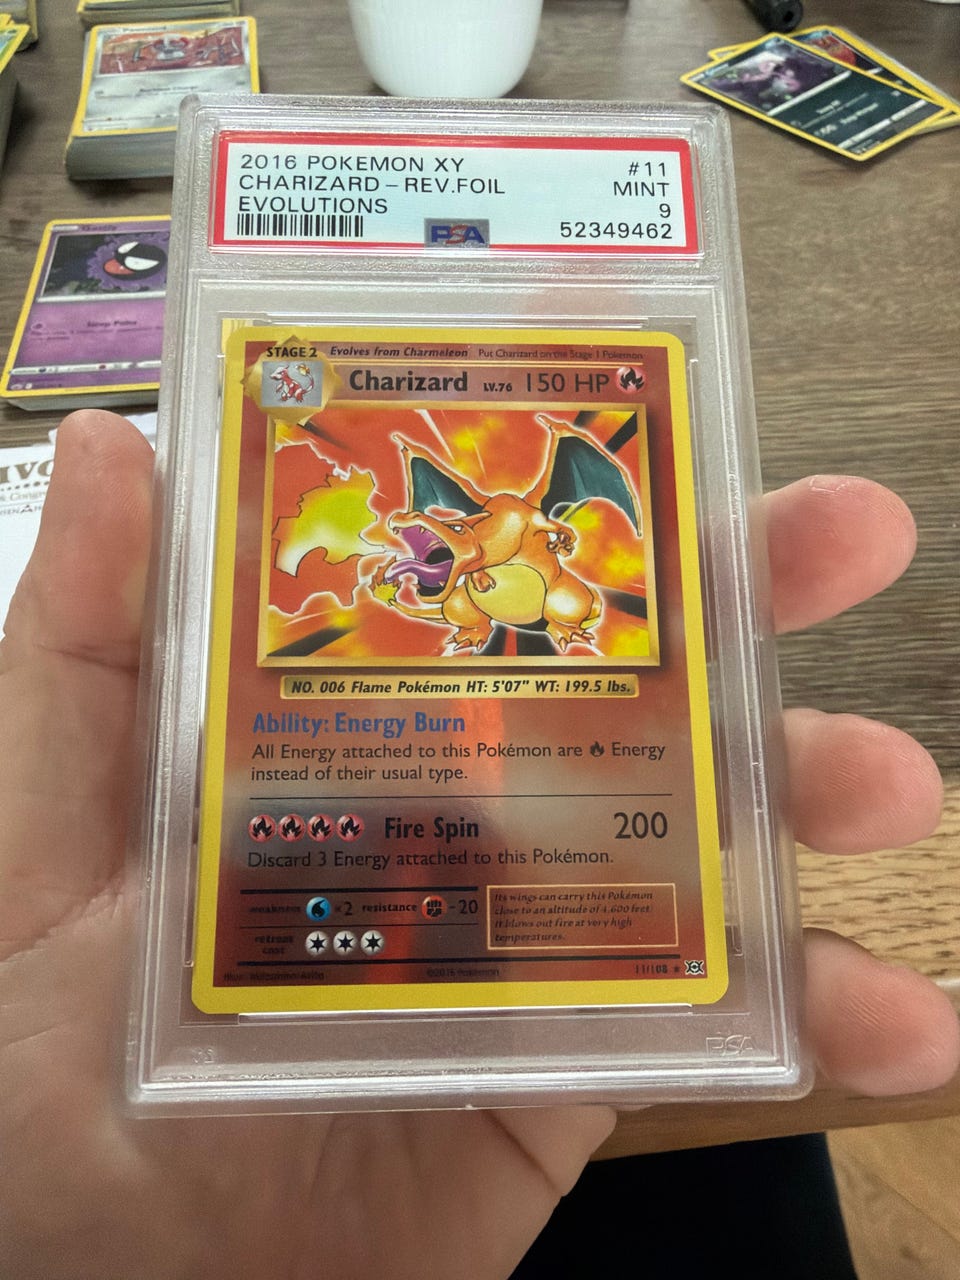 2016 POKEMON XY
#11
CHARIZARD - REV.FOIL
MINT
EVOLUTIONS
9
PSA
52349462
STAGE 2 Evolves from Charmeleon Put Charizard on the Stage 1 Pokémon
Charizard LV.76 150 HP
NO. 006 Flame Pokémon HT: 5'07" WT: 199.5 lbs.
Ability: Energy Burn
All Energy attached to this Pokémon are Energy
instead of their usual type.
Fire Spin 200
Discard 3 Energy attached to this Pokémon.
weakness ×2 resistance -20
retreat
cost
Its wings can carry this Pokémon
close to an altitude of 4,600 feet.
It blows out fire at very high
temperatures.
©2016 Pokémon
11/108
PSA
Gastly